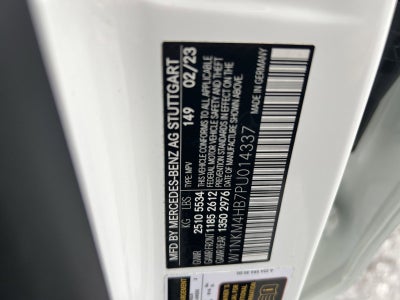 MFD BY MERCEDES-BENZ AG STUTTGART
TYPE: MPV 149 02/23
KG LBS THIS VEHICLE CONFORMS TO ALL APPLICABLE
GVWR 2510 5534 FEDERAL MOTOR VEHICLE SAFETY AND THEFT
GAWR/FRONT 1185 2612 PREVENTION STANDARDS IN EFFECT ON THE
GAWR/REAR 1350 2976 DATE OF MANUFACTURE SHOWN ABOVE.
W1NKM4HB7PU014337 MADE IN GERMANY